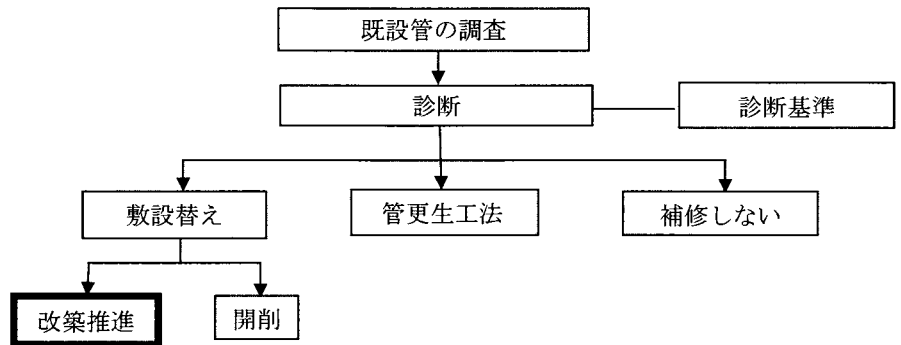 既設管の調査
診断
診断基準
敷設替え
管更生工法
補修しない
改築推進
開削